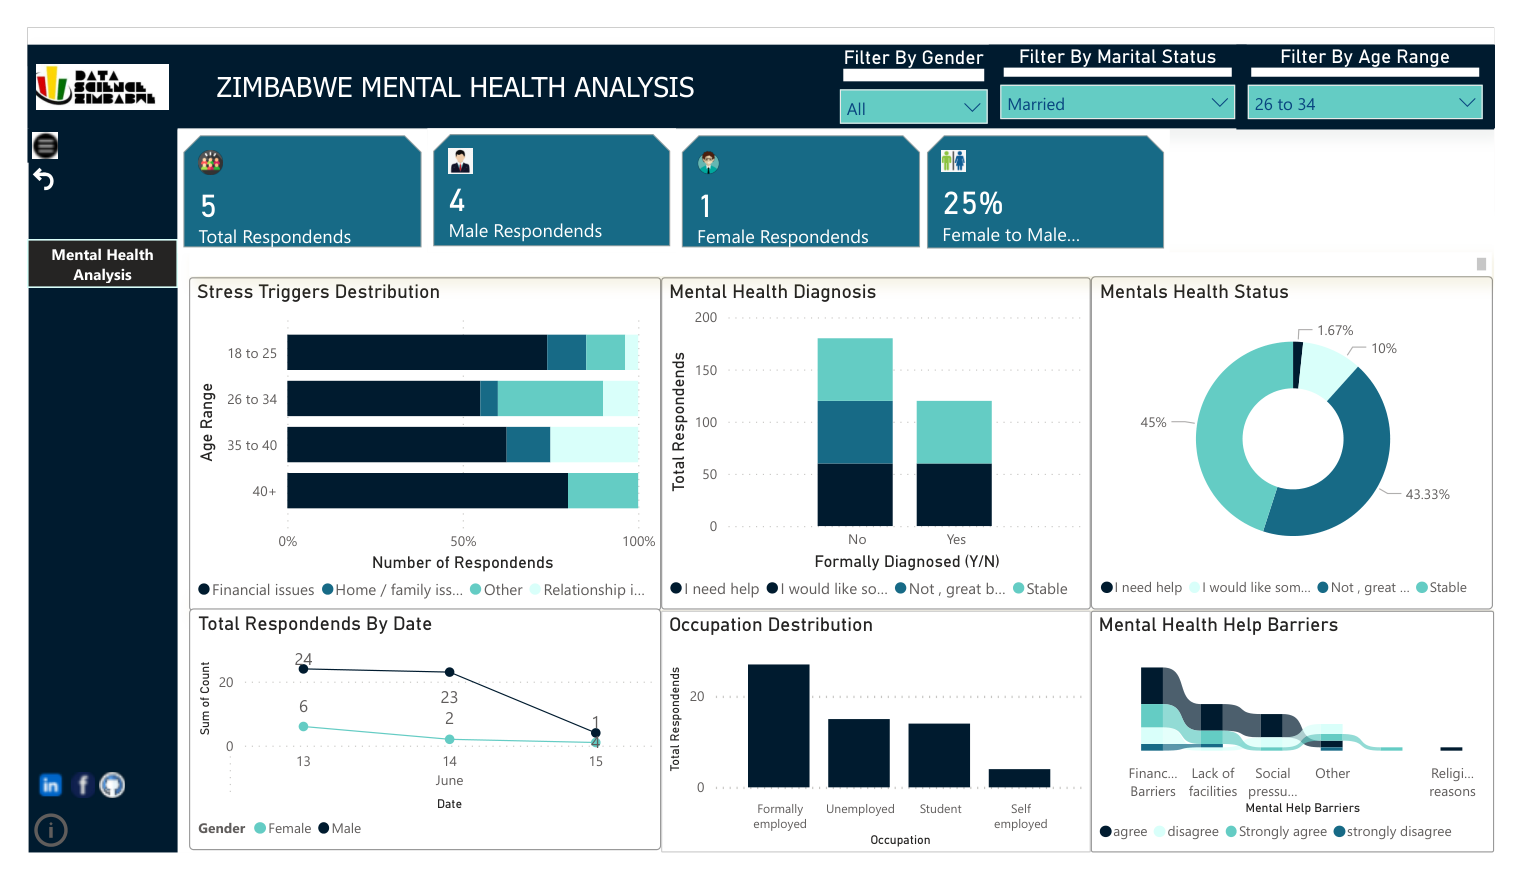 DATA
SCIENCE
ZIMBABWE
ZIMBABWE MENTAL HEALTH ANALYSIS
Filter By Gender
All
Filter By Marital Status
Married
Filter By Age Range
26 to 34
5
Total Respondends
4
Male Respondends
1
Female Respondends
25%
Female to Male...
Mental Health
Analysis
Stress Triggers Destribution
Age Range
18 to 25
26 to 34
35 to 40
40+
0%
50%
100%
Number of Respondends
Financial issues
Home / family iss...
Other
Relationship i...
Mental Health Diagnosis
Total Respondends
200
150
100
50
0
No
Yes
Formally Diagnosed (Y/N)
I need help
I would like so...
Not , great b...
Stable
Mentals Health Status
1.67%
10%
45%
43.33%
I need help
I would like som...
Not , great ...
Stable
Total Respondends By Date
Sum of Count
20
0
24
6
23
2
1
4
13
14
15
June
Date
Gender
Female
Male
Occupation Destribution
Total Respondends
20
0
Formally
employed
Unemployed
Student
Self
employed
Occupation
Mental Health Help Barriers
Financ...
Barriers
Lack of
facilities
Social
pressu...
Other
Religi...
reasons
Mental Help Barriers
agree
disagree
Strongly agree
strongly disagree
in
f
i